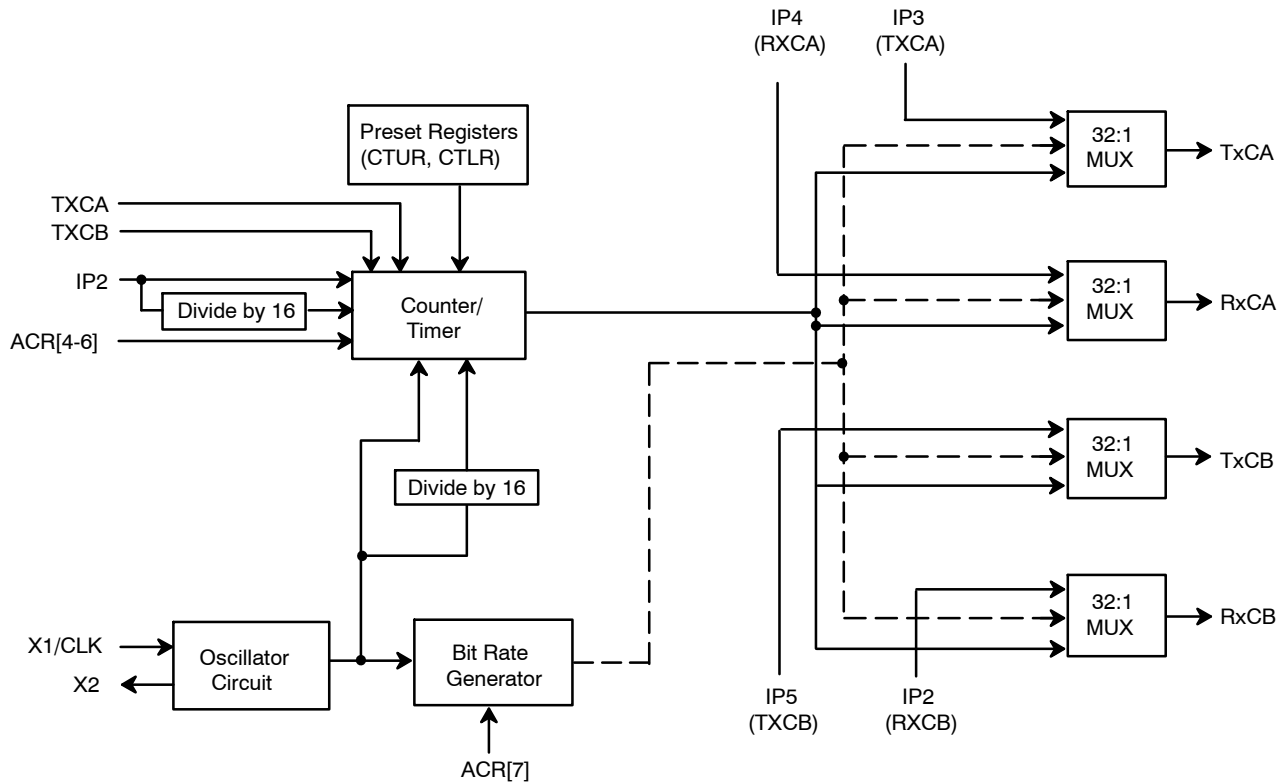 IP4
(RXCA)
IP3
(TXCA)
Preset Registers
(CTUR, CTLR)
32:1
MUX
TxCA
TXCA
TXCB
IP2
Divide by 16
ACR[4-6]
Counter/
Timer
32:1
MUX
RxCA
32:1
MUX
TxCB
Divide by 16
32:1
MUX
RxCB
X1/CLK
X2
Oscillator
Circuit
Bit Rate
Generator
IP5
(TXCB)
IP2
(RXCB)
ACR[7]